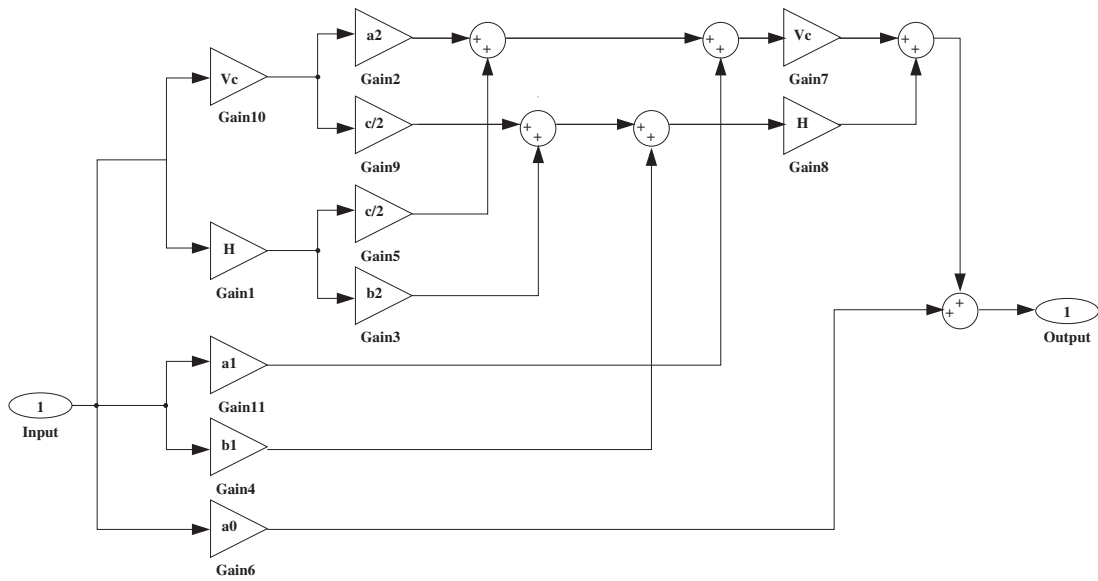 a2
+
+
Gain2
+
+
Vc
Gain7
+
+
Vc
Gain10
c/2
Gain9
+
+
+
+
H
Gain8
c/2
Gain5
H
Gain1
b2
Gain3
+
+
1
Output
a1
Gain11
1
Input
b1
Gain4
a0
Gain6